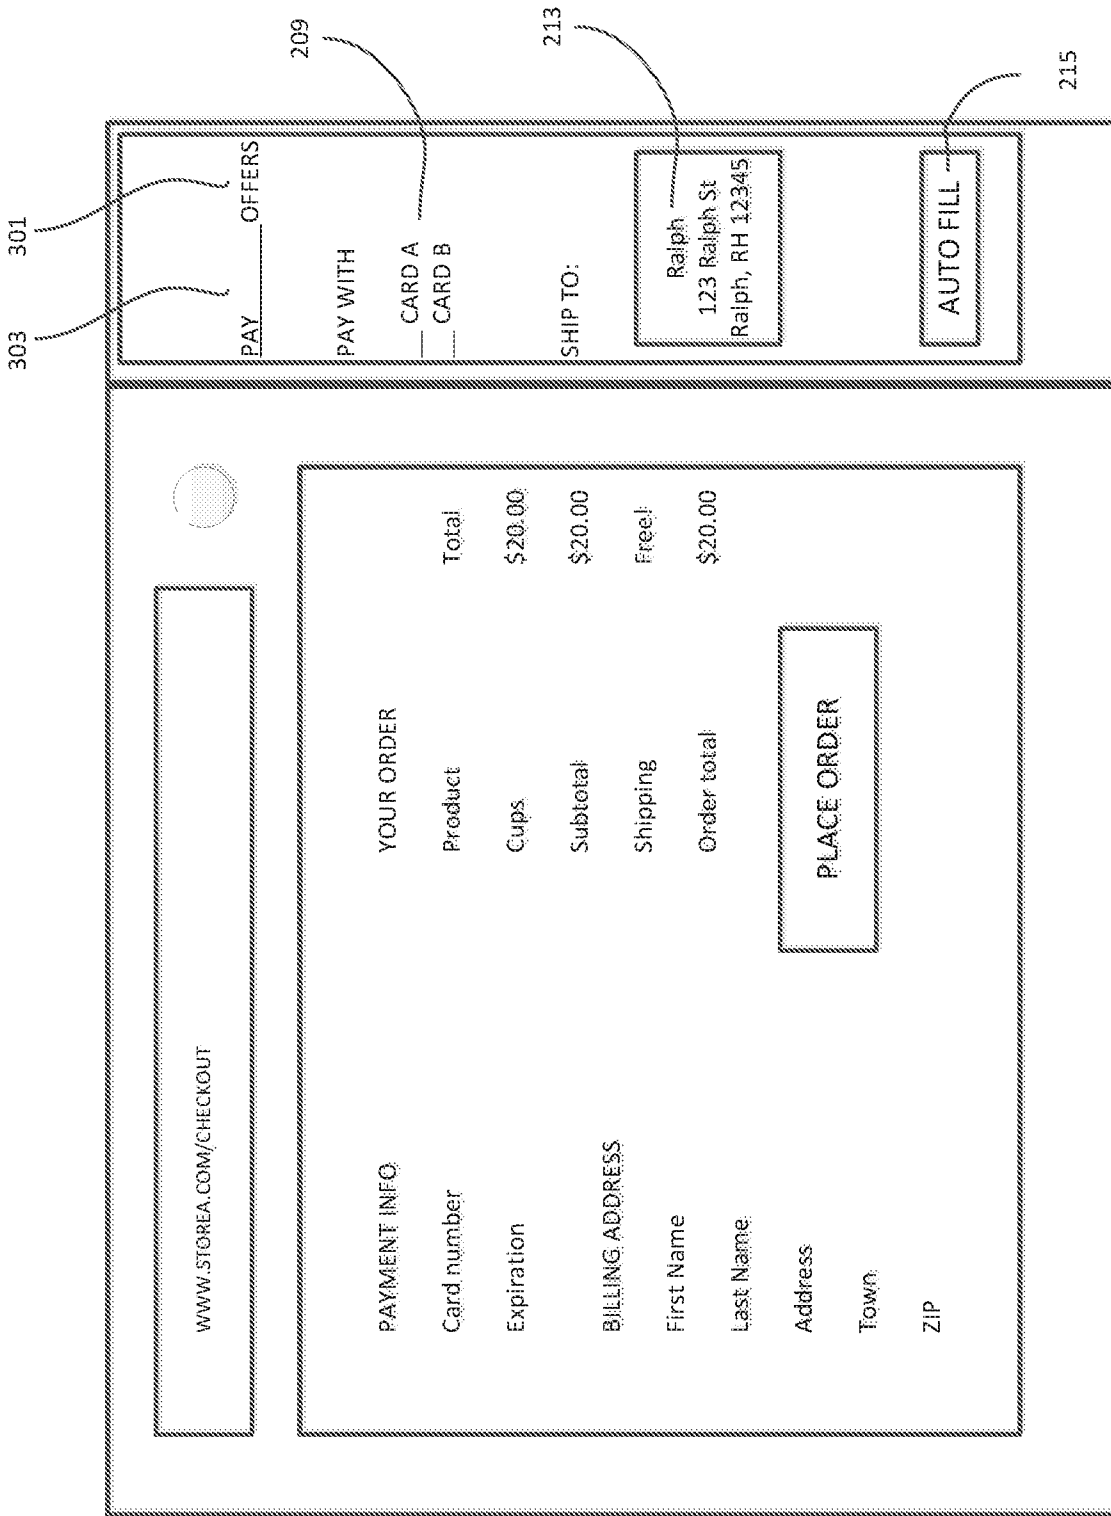 WWW.STOREA.COM/CHECKOUT
PAYMENT INFO
Card number
Expiration
BILLING ADDRESS
First Name
Last Name
Address
Town
ZIP
YOUR ORDER
Product Total
Cups $20.00
Subtotal $20.00
Shipping Free!
Order total $20.00
PLACE ORDER
303
301
PAY OFFERS
PAY WITH
CARD A
CARD B
209
SHIP TO:
Ralph
123 Ralph St
Ralph, RH 12345
213
AUTO FILL
215